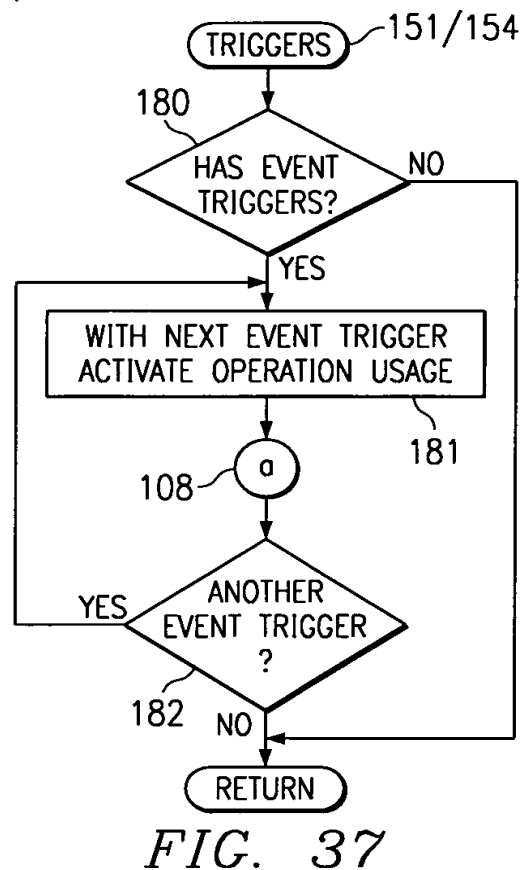 TRIGGERS
151/154
180
HAS EVENT
TRIGGERS?
NO
YES
WITH NEXT EVENT TRIGGER
ACTIVATE OPERATION USAGE
181
108
a
ANOTHER
EVENT TRIGGER
?
YES
182
NO
RETURN
FIG. 37